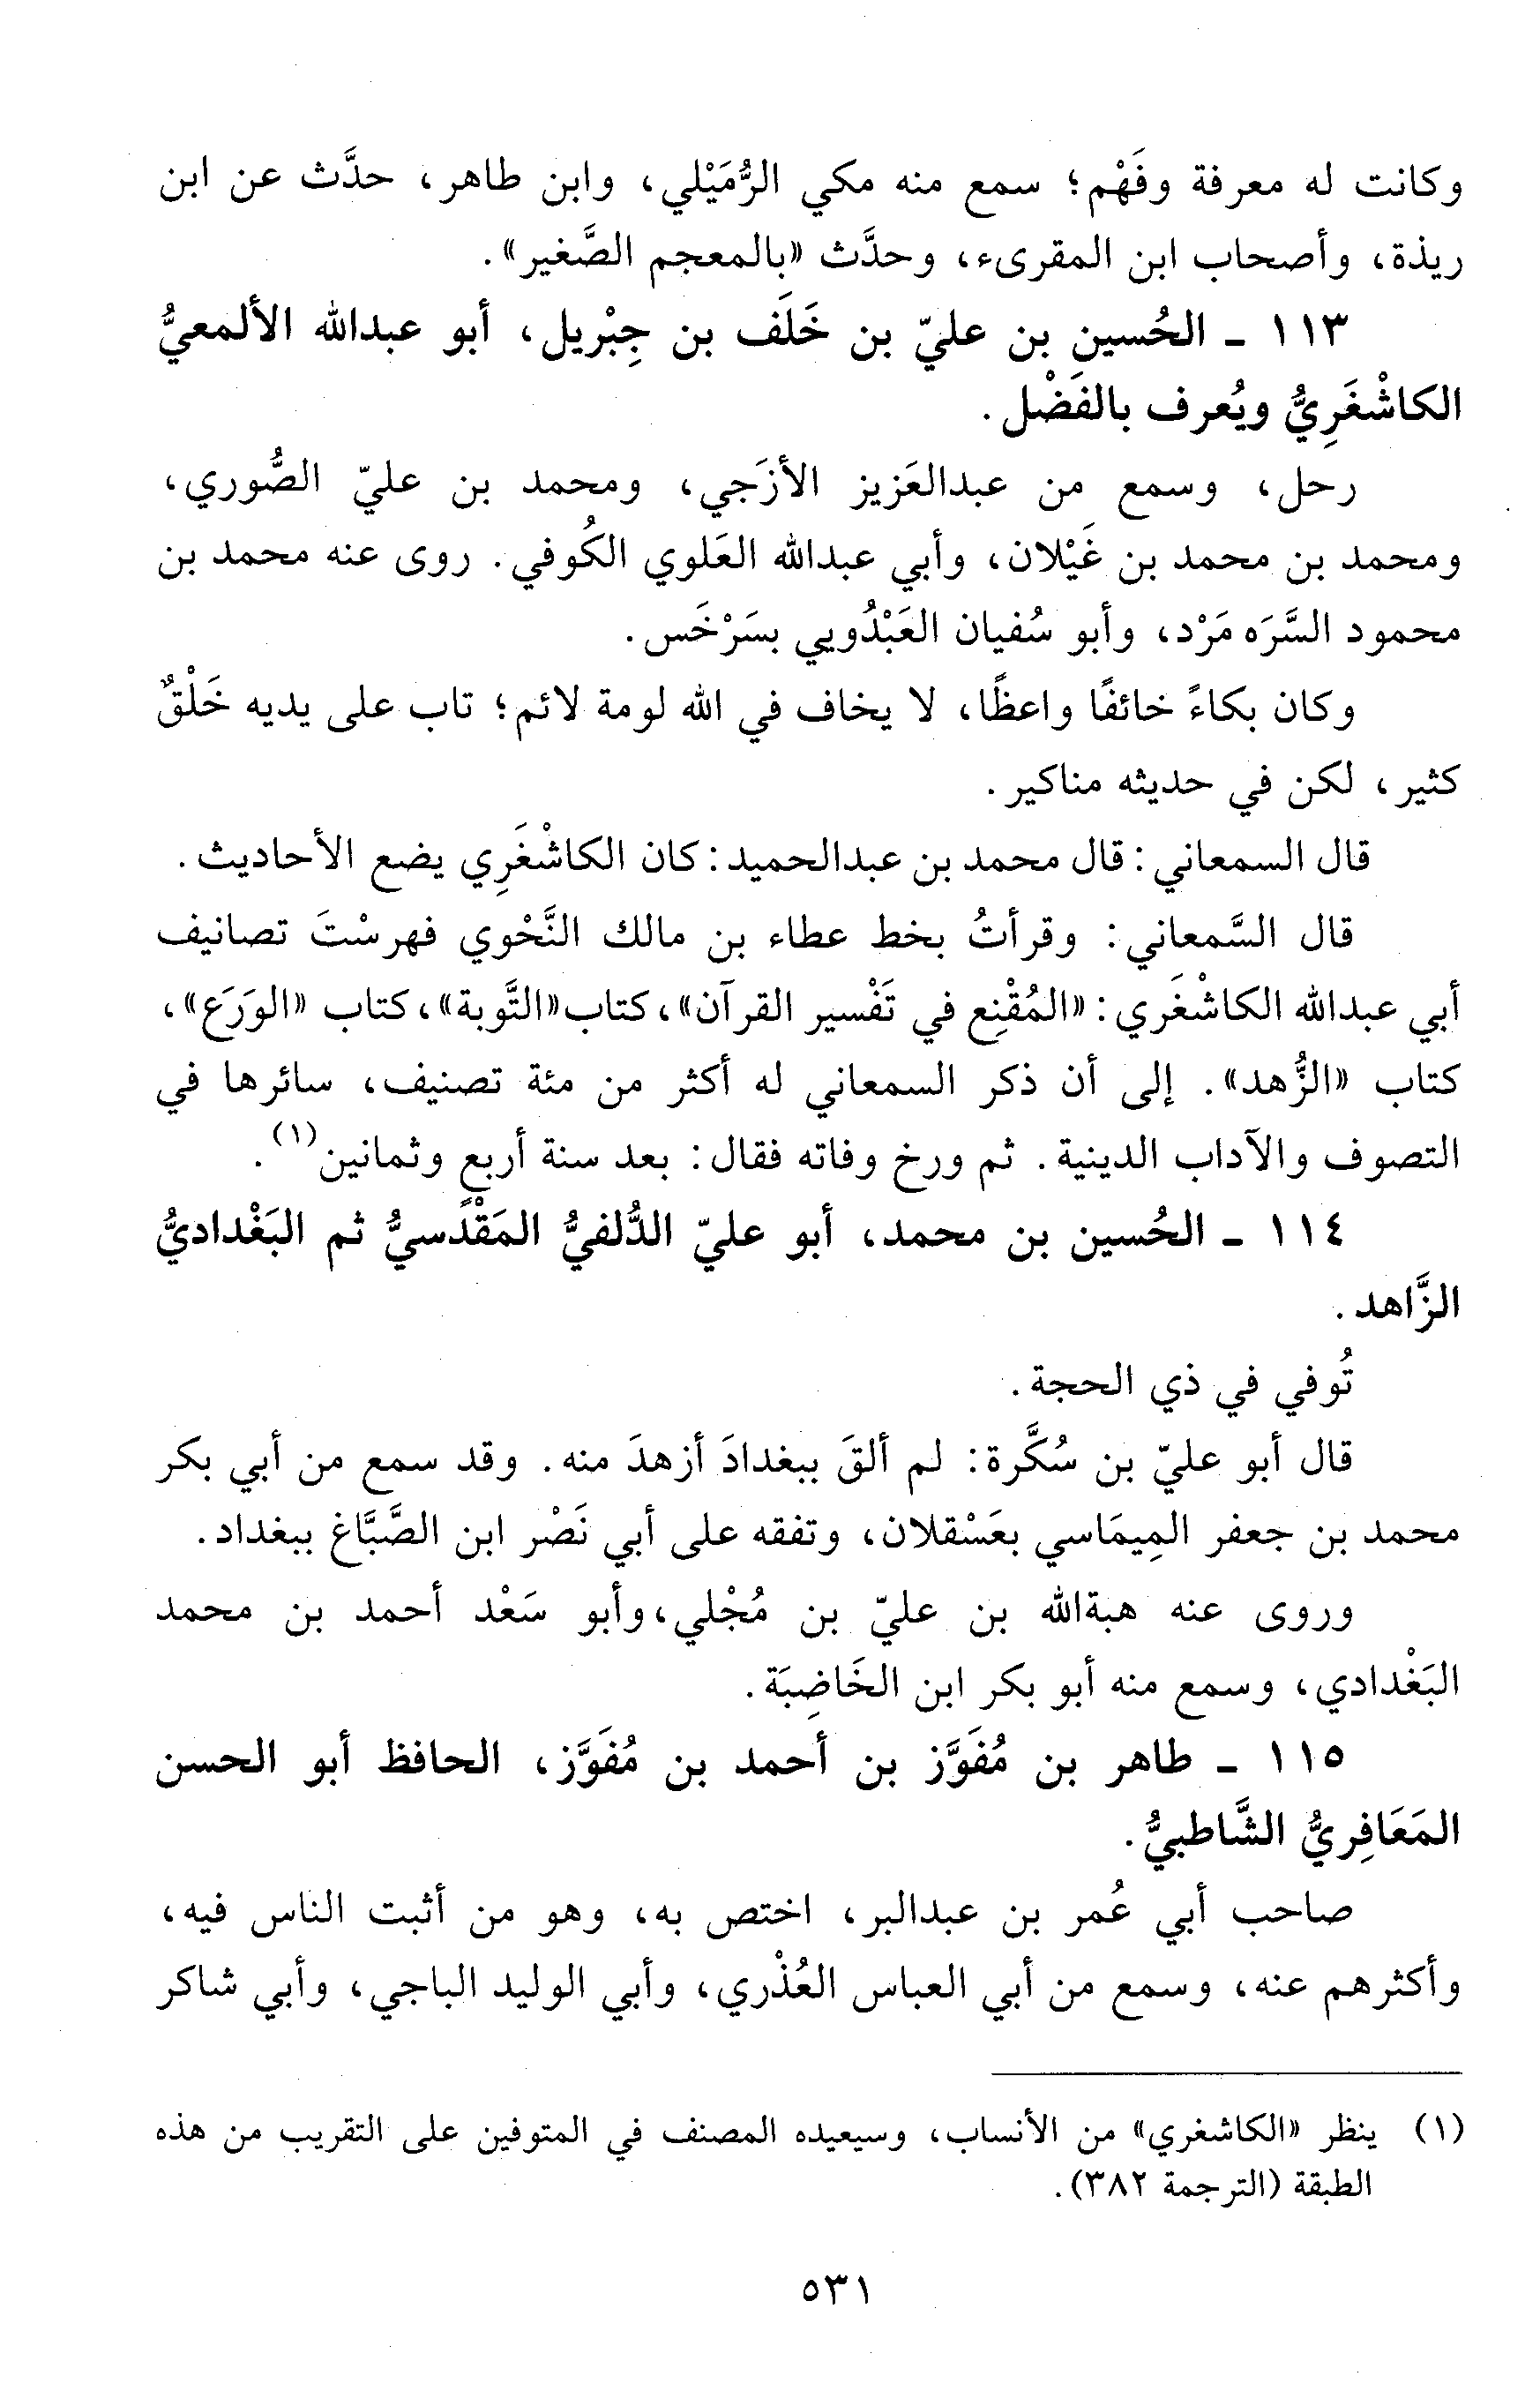 وكانت له معرفة وفَهْم؛ سمع منه مكي الرُّمَيْلي، وابن طاهر، حدَّث عن ابن
ريذة، وأصحاب ابن المقرىء، وحدَّث «بالمعجم الصَّغير».
١١٣ - الحُسين بن عليّ بن خَلَف بن جِبْريل، أبو عبدالله الألمعيُّ
الكاشْغَرِيُّ ويُعرف بالفَضْل.
رحل، وسمع من عبدالعَزيز الأزَجي، ومحمد بن عليّ الصُّوري،
ومحمد بن محمد بن غَيْلان، وأبي عبدالله العَلوي الكُوفي. روى عنه محمد بن
محمود السَّرَه مَرْد، وأبو سُفيان العَبْدُويي بسَرْخَس.
وكان بكاءً خائفًا واعظًا، لا يخاف في الله لومة لائم؛ تاب على يديه خَلْقٌ
كثير، لكن في حديثه مناكير.
قال السمعاني: قال محمد بن عبدالحميد: كان الكاشْغَرِي يضع الأحاديث.
قال السَّمعاني: وقرأتُ بخط عطاء بن مالك النَّحْوي فهرسْتَ تصانيف
أبي عبدالله الكاشْغَري: «المُقْنِع في تَفْسير القرآن»، كتاب «التَّوبة»، كتاب «الوَرَع»،
كتاب «الزُّهد». إلى أن ذكر السمعاني له أكثر من مئة تصنيف، سائرها في
التصوف والآداب الدينية. ثم ورخ وفاته فقال: بعد سنة أربع وثمانين(١).
١١٤ - الحُسين بن محمد، أبو عليّ الدُّلفيُّ المَقْدسيُّ ثم البَغْداديُّ
الزَّاهد.
تُوفي في ذي الحجة.
قال أبو عليّ بن سُكَّرة: لم ألقَ ببغدادَ أزهدَ منه. وقد سمع من أبي بكر
محمد بن جعفر المِيمَاسي بعَسْقلان، وتفقه على أبي نَصْر ابن الصَّبَّاغ ببغداد.
وروى عنه هبةالله بن عليّ بن مُجْلي، وأبو سَعْد أحمد بن محمد
البَغْدادي، وسمع منه أبو بكر ابن الخَاضِبَة.
١١٥ - طاهر بن مُفَوَّز بن أحمد بن مُفَوَّز، الحافظ أبو الحسن
المَعَافِريُّ الشَّاطبيُّ.
صاحب أبي عُمر بن عبدالبر، اختص به، وهو من أثبت الناس فيه،
وأكثرهم عنه، وسمع من أبي العباس العُذْري، وأبي الوليد الباجي، وأبي شاكر
(١) ينظر «الكاشغري» من الأنساب، وسيعيده المصنف في المتوفين على التقريب من هذه
الطبقة (الترجمة ٣٨٢).
٥٣١